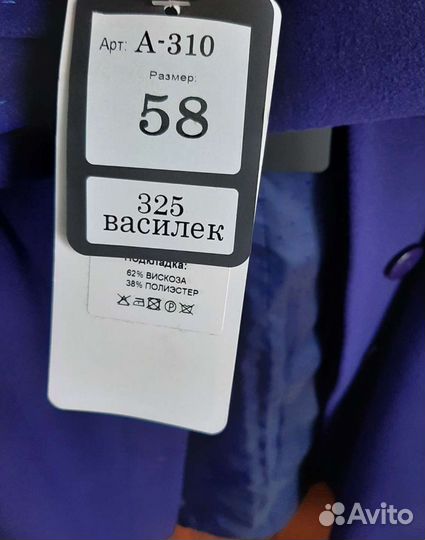 Арт: А-310
Размер:
58
325
василек
Подкладка:
62% ВИСКОЗА
38% ПОЛИЭСТЕР
Avito